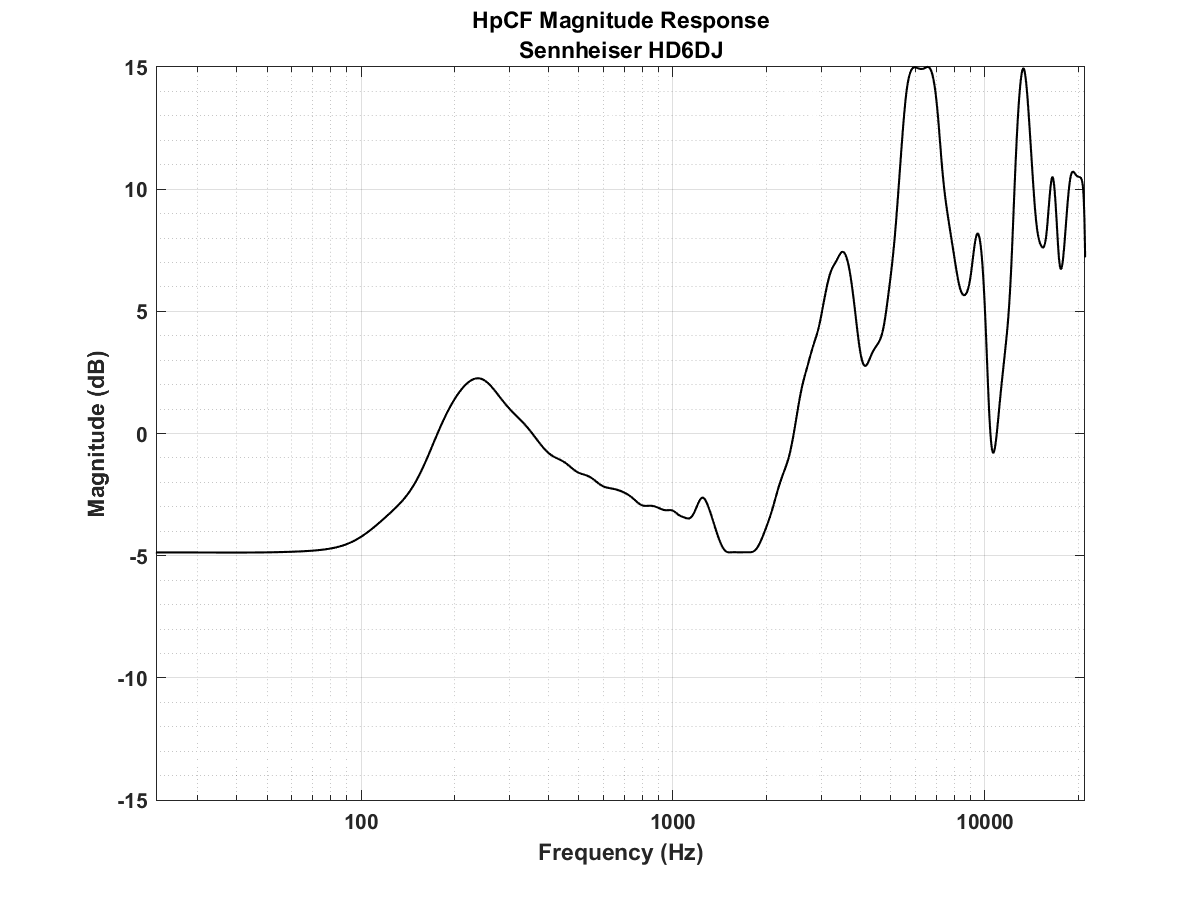 HpCF Magnitude Response
Sennheiser HD6DJ
15
10
5
0
-5
-10
-15
Magnitude (dB)
100 1000 10000
Frequency (Hz)